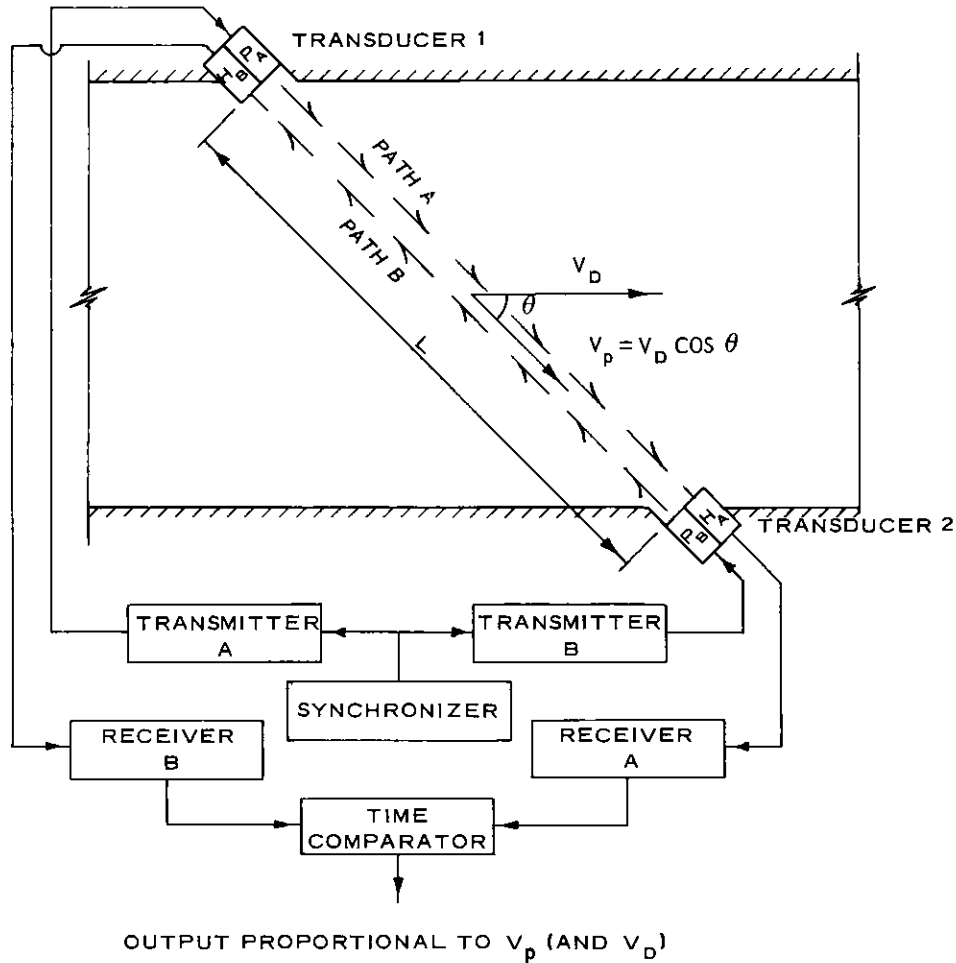 TRANSDUCER 1
P A
H B
PATH A
PATH B
V_D
θ
L
V_p = V_D COS θ
H A
P B
TRANSDUCER 2
TRANSMITTER
A
TRANSMITTER
B
SYNCHRONIZER
RECEIVER
B
RECEIVER
A
TIME
COMPARATOR
OUTPUT PROPORTIONAL TO V_p (AND V_D)